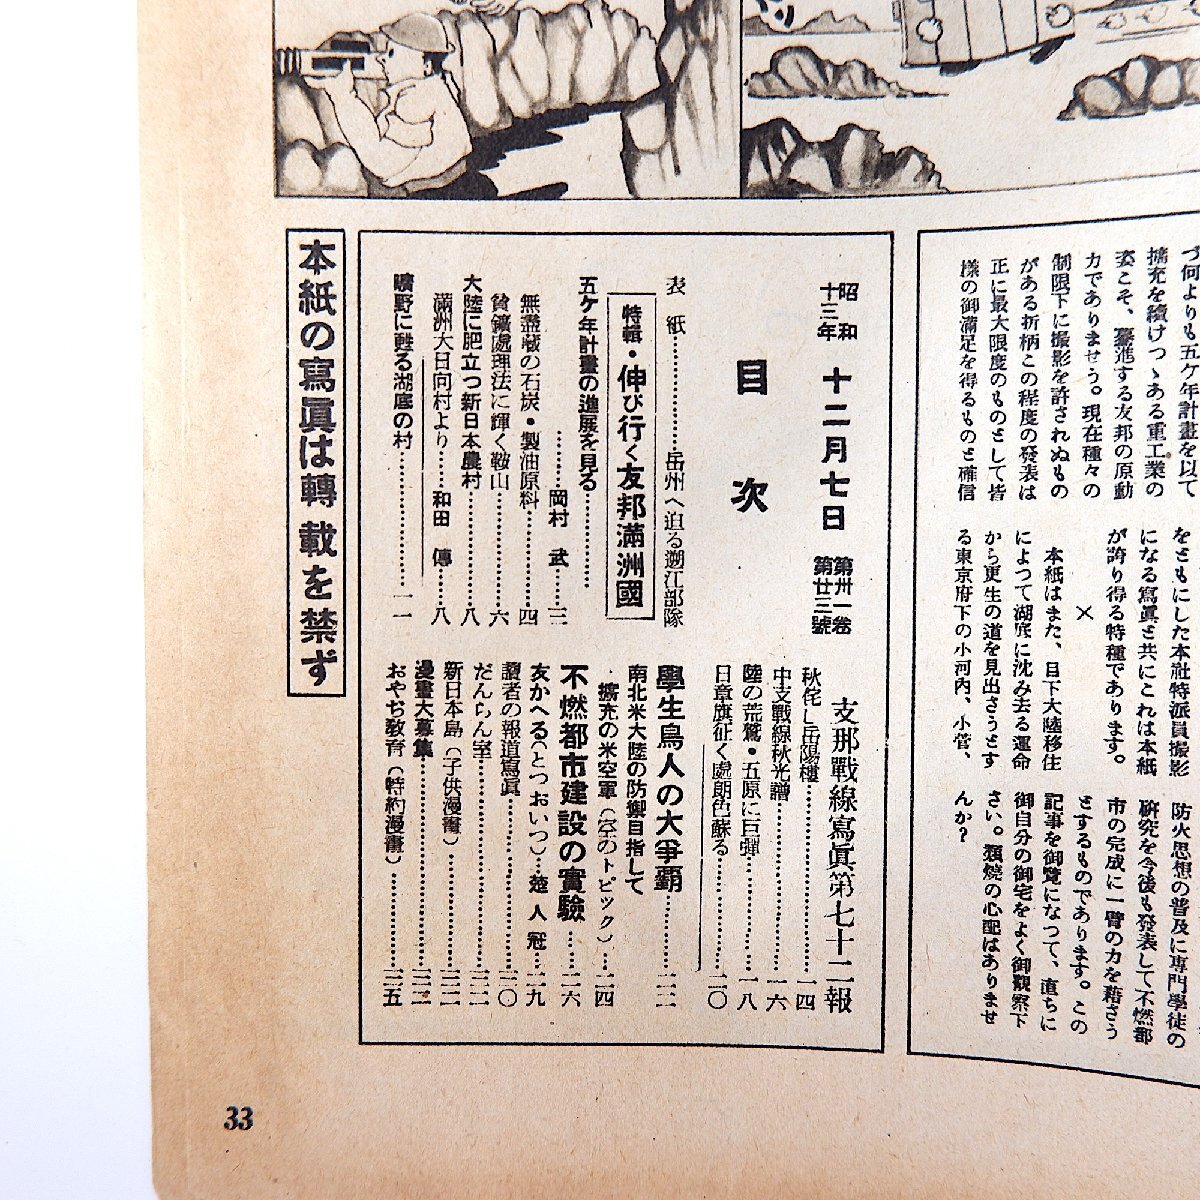 づ何よりも五ケ年計畫を以て
擴充を續けつゝある重工業の
姿こそ、驀進する友邦の原動
力でありませう。現在種々の
制限下に撮影を許されぬもの
がある折柄この程度の發表は
正に最大限度のものとして皆
樣の御滿足を得るものと確信
をともにした本社特派員撮影
になる寫眞と共にこれは本紙
が誇り得る特種であります。
×
本紙はまた、目下大陸移住
によつて湖底に沈み去る運命
から更生の道を見出さうとす
る東京府下の小河内、小菅、
防火思想の普及に専門學徒の
研究を今後も發表して不燃都
市の完成に一臂の力を藉さう
とするものであります。この
記事を御覽になつて、直ちに
御自分の御宅をよく御觀察下
さい。類燒の心配はありませ
んか?
昭和十三年 十二月七日 第卅一卷第廿三號
目次
表紙…………岳州へ迫る遡江部隊
特輯・伸び行く友邦滿洲國
五ケ年計畫の進展を見る…………
…………岡村 武…三
無盡藏の石炭・製油原料…………四
貧鑛處理法に輝く鞍山…………六
大陸に肥立つ新日本農村…………八
滿洲大日向村より……和田 傳…八
曠野に甦る湖底の村…………一一
支那戰線寫眞第七十二報
秋侘し岳陽樓…………一四
中支戰線秋光譜…………一六
陸の荒鷲・五原に巨彈……一八
日章旗征く處朗色蘇る……二〇
學生鳥人の大爭覇………二二
南北米大陸の防禦目指して
擴充の米空軍(空のトピック)…二四
不燃都市建設の實驗……二六
友かへる(とつおいつ)…楚人冠…二九
讀者の報道寫眞…………三〇
だんらん室…………三二
新日本島(子供漫畫)…………三二
漫畫大募集…………三三
おやぢ敎育(特約漫畫)…………三五
本紙の寫眞は轉載を禁ず
33